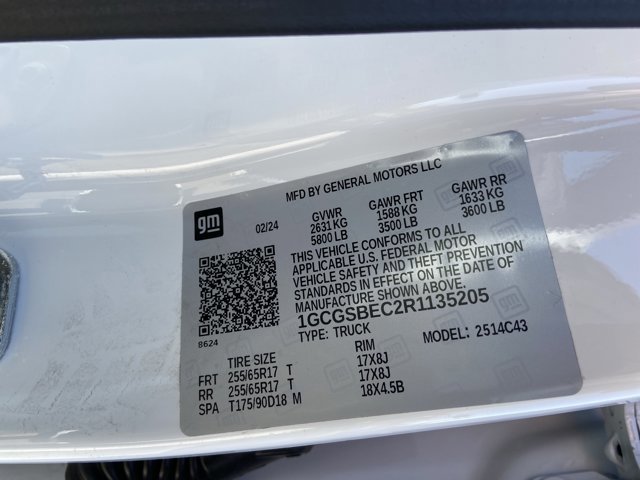 MFD BY GENERAL MOTORS LLC
gm
02/24
GVWR GAWR FRT GAWR RR
2631 KG 1588 KG 1633 KG
5800 LB 3500 LB 3600 LB
THIS VEHICLE CONFORMS TO ALL
APPLICABLE U.S. FEDERAL MOTOR
VEHICLE SAFETY AND THEFT PREVENTION
STANDARDS IN EFFECT ON THE DATE OF
MANUFACTURE SHOWN ABOVE.
1GCGSBEC2R1135205
8624
TYPE: TRUCK MODEL: 2514C43
TIRE SIZE RIM
FRT 255/65R17 T 17X8J
RR 255/65R17 T 17X8J
SPA T175/90D18 M 18X4.5B